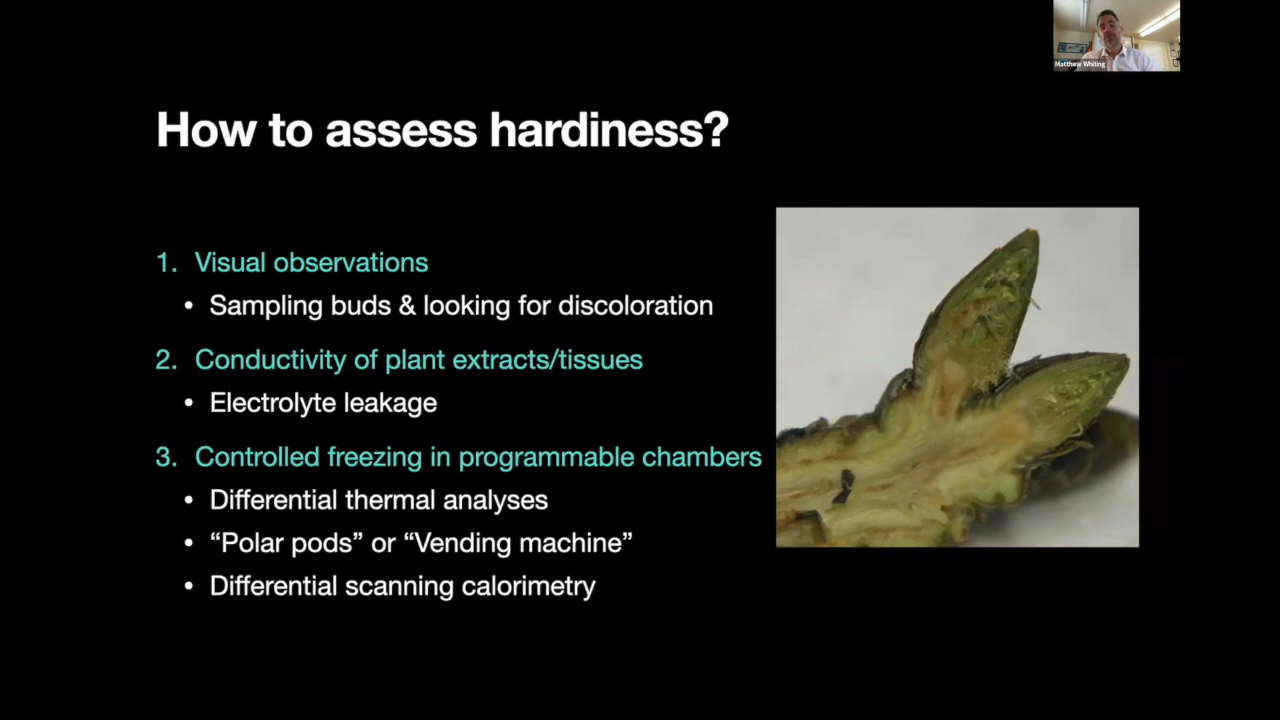 Matthew Whiting
How to assess hardiness?
1. Visual observations
• Sampling buds & looking for discoloration
2. Conductivity of plant extracts/tissues
• Electrolyte leakage
3. Controlled freezing in programmable chambers
• Differential thermal analyses
• “Polar pods” or “Vending machine”
• Differential scanning calorimetry